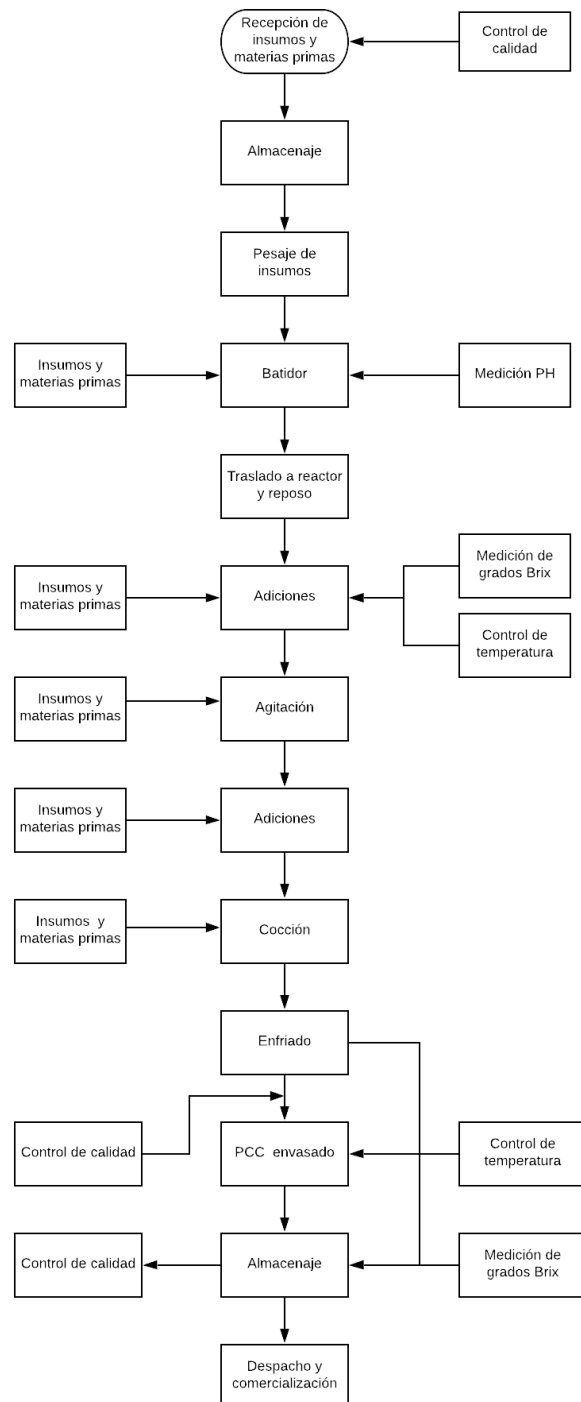 Recepción de
insumos y
materias primas
Control de
calidad
Almacenaje
Pesaje de
insumos
Insumos y
materias primas
Batidor
Medición PH
Traslado a reactor
y reposo
Medición de
grados Brix
Insumos y
materias primas
Adiciones
Control de
temperatura
Insumos y
materias primas
Agitación
Insumos y
materias primas
Adiciones
Insumos y
materias primas
Cocción
Enfriado
Control de calidad
PCC envasado
Control de
temperatura
Control de calidad
Almacenaje
Medición de
grados Brix
Despacho y
comercialización